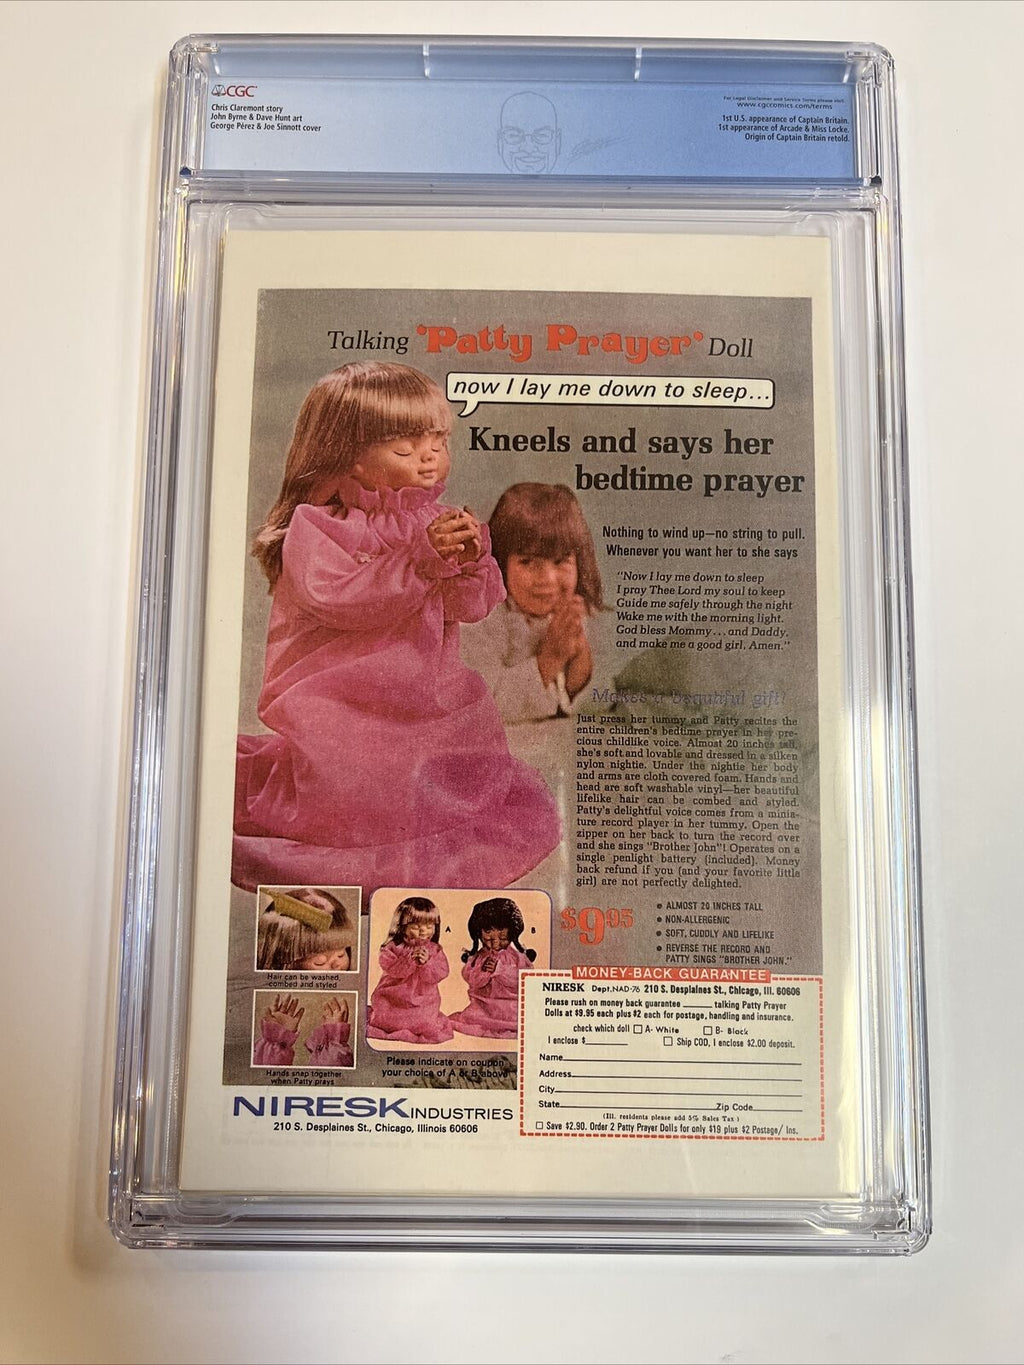 CGC
Chris Claremont story
John Byrne & Dave Hunt art
George Pérez & Joe Sinnott cover
For Legal Disclaimer and Service Terms please visit:
www.cgccomics.com/terms
1st U.S. appearance of Captain Britain.
1st appearance of Arcade & Miss Locke.
Origin of Captain Britain retold.
Talking 'Patty Prayer' Doll
now I lay me down to sleep...
Kneels and says her
bedtime prayer
Nothing to wind up—no string to pull.
Whenever you want her to she says
"Now I lay me down to sleep
I pray Thee Lord my soul to keep
Guide me safely through the night
Wake me with the morning light.
God bless Mommy . . . and Daddy,
and make me a good girl, Amen."
Makes a beautiful gift!
Just press her tummy and Patty recites the
entire children's bedtime prayer in her pre-
cious childlike voice. Almost 20 inches tall,
she's soft and lovable and dressed in a silken
nylon nightie. Under the nightie her body
and arms are cloth covered foam. Hands and
head are soft washable vinyl—her beautiful
lifelike hair can be combed and styled.
Patty's delightful voice comes from a minia-
ture record player in her tummy. Open the
zipper on her back to turn the record over
and she sings "Brother John"! Operates on a
single penlight battery (included). Money
back refund if you (and your favorite little
girl) are not perfectly delighted.
$9.95
• ALMOST 20 INCHES TALL
• NON-ALLERGENIC
• SOFT, CUDDLY AND LIFELIKE
• REVERSE THE RECORD AND
PATTY SINGS "BROTHER JOHN."
Hair can be washed,
combed and styled
Hands snap together
when Patty prays
A
B
Please indicate on coupon
your choice of A or B above
MONEY-BACK GUARANTEE
NIRESK Dept.NAD-76 210 S. Desplaines St., Chicago, Ill. 60606
Please rush on money back guarantee ______ talking Patty Prayer
Dolls at $9.95 each plus $2 each for postage, handling and insurance.
check which doll ☐ A- White ☐ B- Black
I enclose $________ ☐ Ship COD, I enclose $2.00 deposit.
Name
Address
City
State Zip Code
(Ill. residents please add 5% Sales Tax)
☐ Save $2.90. Order 2 Patty Prayer Dolls for only $19 plus $2 Postage/ Ins.
NIRESK INDUSTRIES
210 S. Desplaines St., Chicago, Illinois 60606